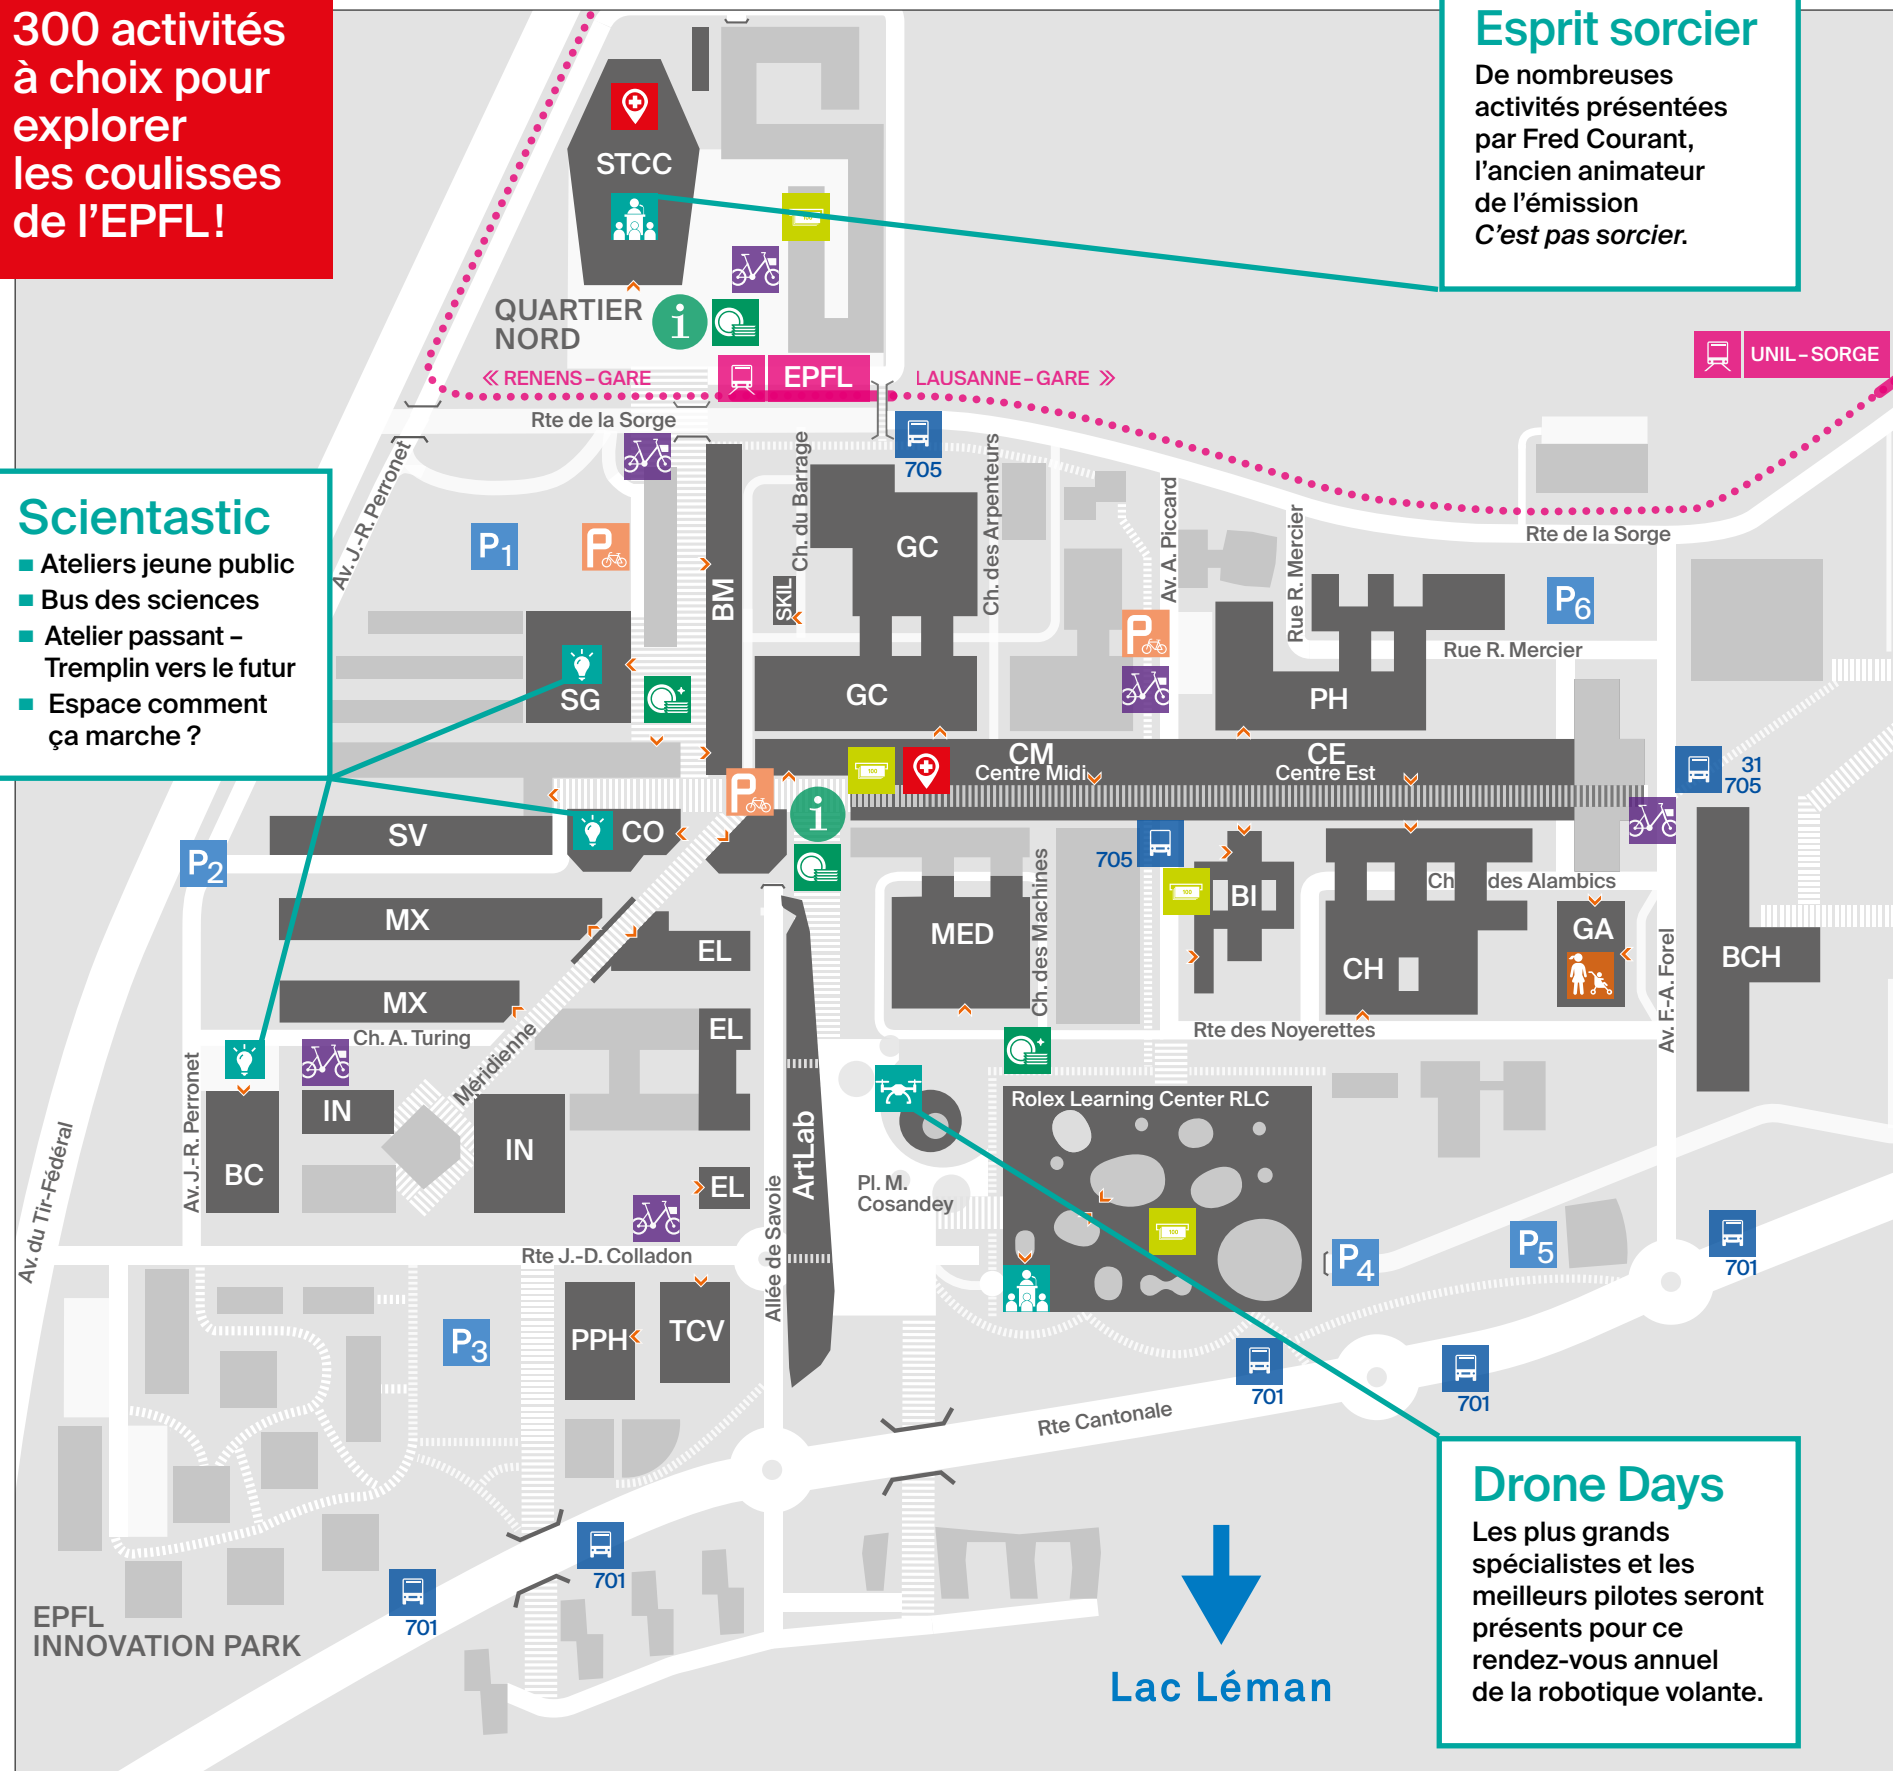 300 activités
à choix pour
explorer
les coulisses
de l'EPFL!
Esprit sorcier
De nombreuses
activités présentées
par Fred Courant,
l'ancien animateur
de l'émission
C'est pas sorcier.
STCC
100
QUARTIER
NORD
i
« RENENS–GARE
EPFL
LAUSANNE–GARE »
UNIL–SORGE
Rte de la Sorge
705
Av. J.-R. Perronet
Ch. du Barrage
Ch. des Arpenteurs
Av. A. Piccard
Rue R. Mercier
Rte de la Sorge
Scientastic
Ateliers jeune public
Bus des sciences
Atelier passant –
Tremplin vers le futur
Espace comment
ça marche ?
P1
P
BM
SKIL
GC
P
P6
Rue R. Mercier
SG
GC
PH
CM
Centre Midi
CE
Centre Est
100
31
705
P
i
SV
CO
P2
705
100
BI
Ch des Alambics
MX
EL
MED
Ch. des Machines
CH
GA
Av. F.-A. Forel
BCH
MX
EL
Ch. A. Turing
Méridienne
Rte des Noyerettes
Av. J.-R. Perronet
IN
IN
BC
EL
ArtLab
Rolex Learning Center RLC
Pl. M.
Cosandey
100
Av. du Tir-Fédéral
Rte J.-D. Colladon
Allée de Savoie
P4
P5
701
P3
PPH
TCV
701
701
Rte Cantonale
701
701
EPFL
INNOVATION PARK
Lac Léman
Drone Days
Les plus grands
spécialistes et les
meilleurs pilotes seront
présents pour ce
rendez-vous annuel
de la robotique volante.